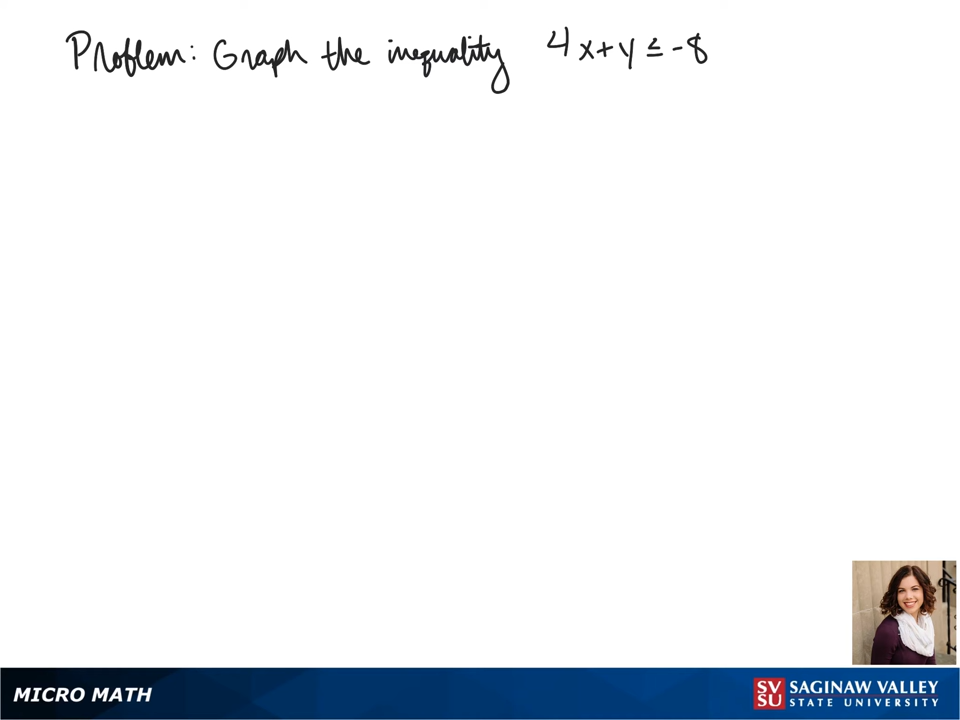 Problem: Graph the inequality 4x+y ≤ -8
MICRO MATH
SV SU SAGINAW VALLEY STATE UNIVERSITY